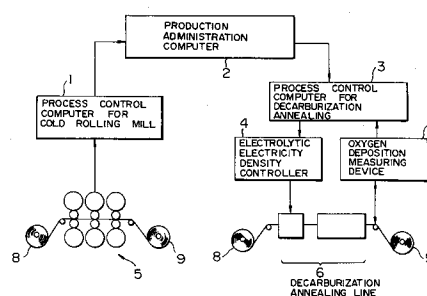 PRODUCTION
ADMINISTRATION
COMPUTER
2
1
PROCESS CONTROL
COMPUTER FOR
COLD ROLLING MILL
3
PROCESS CONTROL
COMPUTER FOR
DECARBURIZATION
ANNEALING
4
ELECTROLYTIC
ELECTRICITY
DENSITY
CONTROLLER
OXYGEN
DEPOSITION
MEASURING
DEVICE
8
9
5
8
6
DECARBURIZATION
ANNEALING LINE